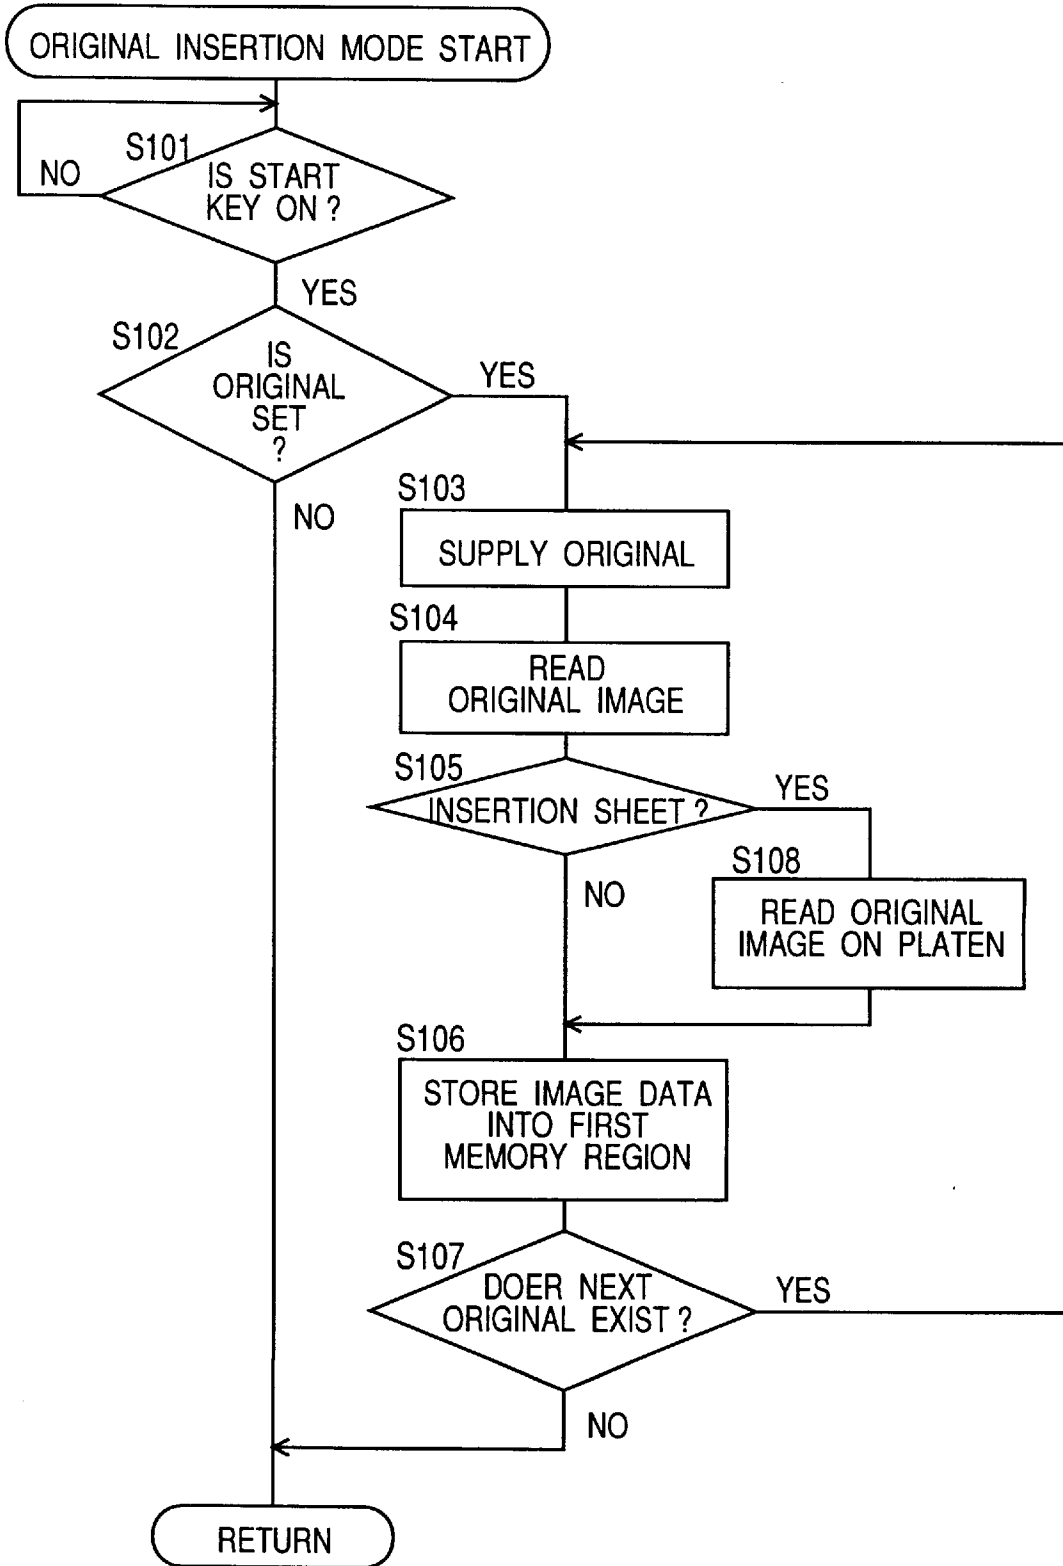 ORIGINAL INSERTION MODE START
S101
NO
IS START
KEY ON ?
YES
S102
IS
ORIGINAL
SET
?
YES
NO
S103
SUPPLY ORIGINAL
S104
READ
ORIGINAL IMAGE
S105
INSERTION SHEET ?
YES
NO
S108
READ ORIGINAL
IMAGE ON PLATEN
S106
STORE IMAGE DATA
INTO FIRST
MEMORY REGION
S107
DOER NEXT
ORIGINAL EXIST ?
YES
NO
RETURN